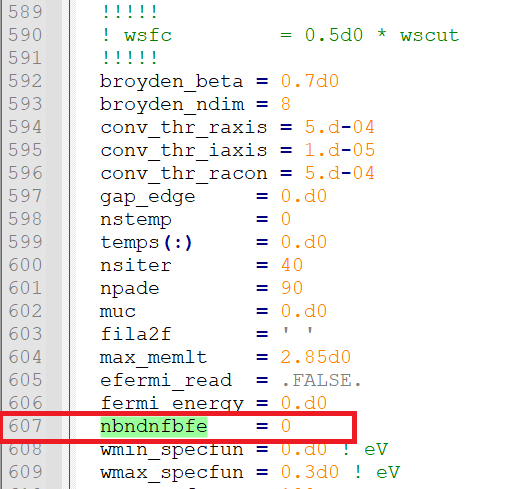 589 !!!!!
590 ! wsfc = 0.5d0 * wscut
591 !!!!!
592 broyden_beta = 0.7d0
593 broyden_ndim = 8
594 conv_thr_raxis = 5.d-04
595 conv_thr_iaxis = 1.d-05
596 conv_thr_racon = 5.d-04
597 gap_edge = 0.d0
598 nstemp = 0
599 temps(:) = 0.d0
600 nsiter = 40
601 npade = 90
602 muc = 0.d0
603 fila2f = ' '
604 max_memlt = 2.85d0
605 efermi_read = .FALSE.
606 fermi_energy = 0.d0
607 nbndnfbfe = 0
608 wmin_specfun = 0.d0 ! eV
609 wmax_specfun = 0.3d0 ! eV